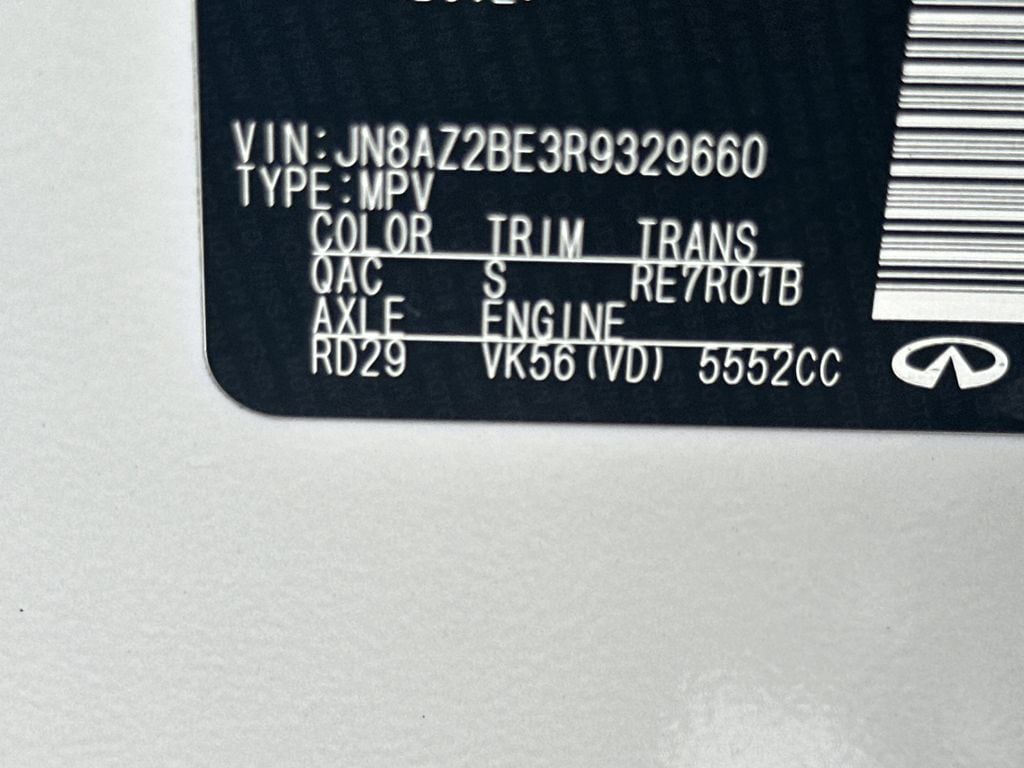 VIN:JN8AZ2BE3R9329660
TYPE:MPV
COLOR TRIM TRANS
QAC S RE7R01B
AXLE ENGINE
RD29 VK56(VD) 5552CC